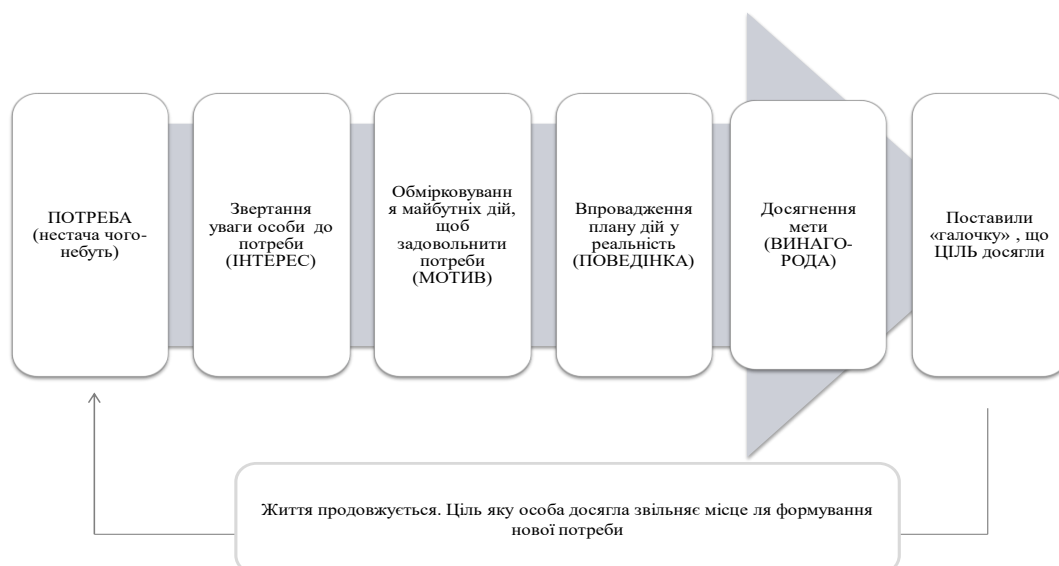 ПОТРЕБА
(нестача чого-
небуть)
Звертання
уваги особи до
потреби
(ІНТЕРЕС)
Обмірковуванн
я майбутніх дій,
щоб
задовольнити
потреби
(МОТИВ)
Впровадження
плану дій у
реальність
(ПОВЕДІНКА)
Досягнення
мети
(ВИНАГО-
РОДА)
Поставили
«галочку» , що
ЦІЛЬ досягли
Життя продовжується. Ціль яку особа досягла звільняє місце ля формування
нової потреби